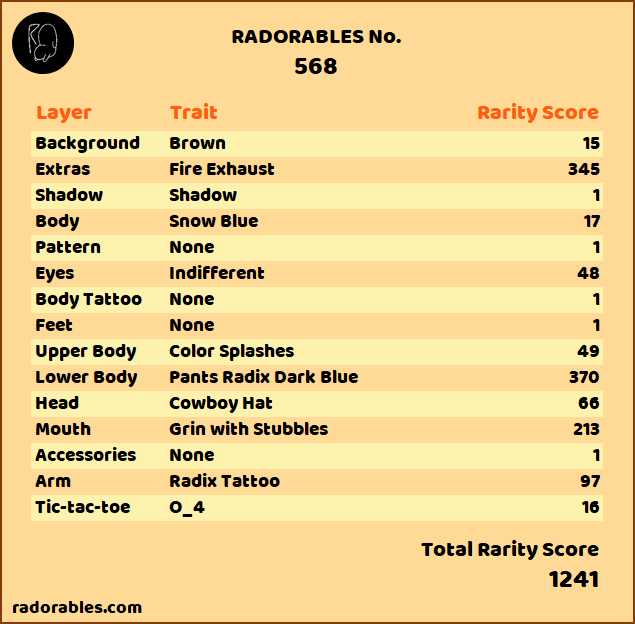 RADORABLES No.
568
Layer Trait Rarity Score
Background Brown 15
Extras Fire Exhaust 345
Shadow Shadow 1
Body Snow Blue 17
Pattern None 1
Eyes Indifferent 48
Body Tattoo None 1
Feet None 1
Upper Body Color Splashes 49
Lower Body Pants Radix Dark Blue 370
Head Cowboy Hat 66
Mouth Grin with Stubbles 213
Accessories None 1
Arm Radix Tattoo 97
Tic-tac-toe O_4 16
Total Rarity Score
1241
radorables.com